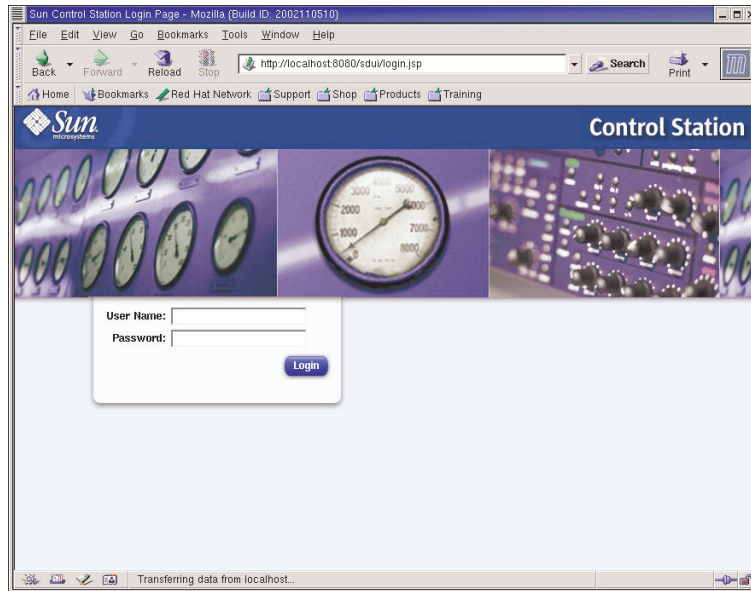 Sun Control Station Login Page - Mozilla {Build ID: 2002110510}
File Edit View Go Bookmarks Tools Window Help
Back Forward Reload Stop http://localhost:8080/sdui/login.jsp Search Print
Home Bookmarks Red Hat Network Support Shop Products Training
Sun
microsystems
Control Station
3000 4000 5000
2000 6000
1000 7000
0 8000
User Name:
Password:
Login
Transferring data from localhost...